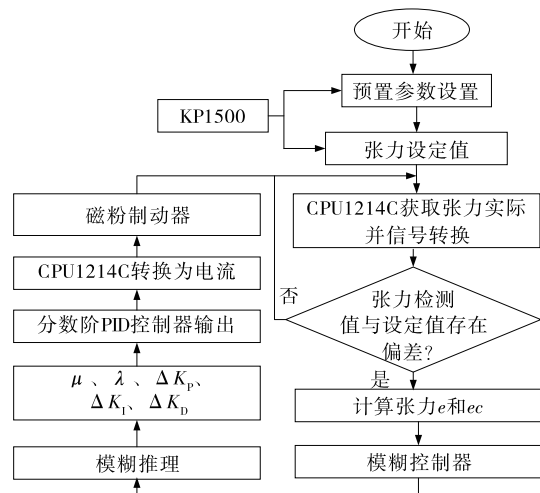 开始
预置参数设置
KP1500
张力设定值
磁粉制动器
CPU1214C获取张力实际
并信号转换
CPU1214C转换为电流
否
张力检测
值与设定值存在
偏差?
分数阶PID控制器输出
是
μ、λ、ΔK_P、
ΔK_I、ΔK_D
计算张力e和ec
模糊推理
模糊控制器